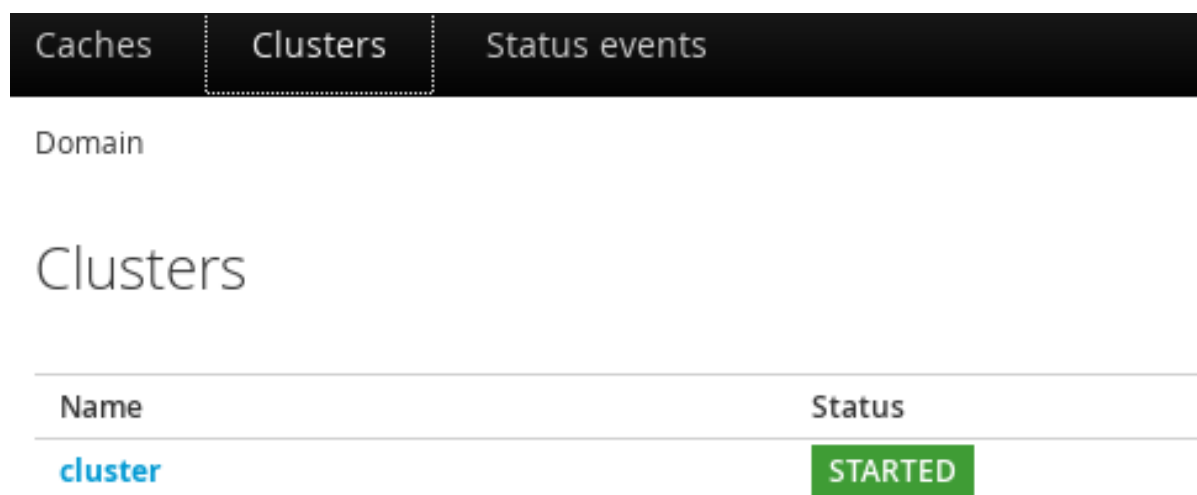 Caches Clusters Status events
Domain
Clusters
Name Status
cluster STARTED